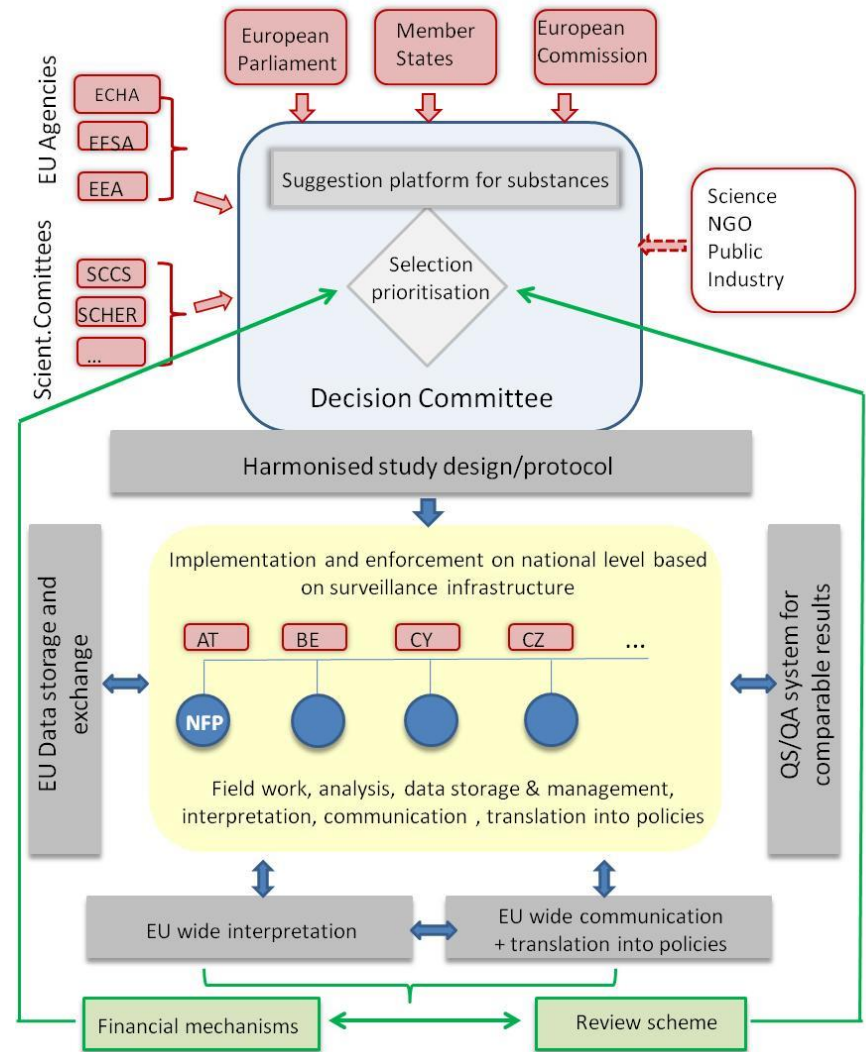 European
Parliament
Member
States
European
Commission
EU Agencies
ECHA
EFSA
EEA
Suggestion platform for substances
Science
NGO
Public
Industry
Scient.Comittees
SCCS
SCHER
...
Selection
prioritisation
Decision Committee
Harmonised study design/protocol
EU Data storage and
exchange
Implementation and enforcement on national level based
on surveillance infrastructure
AT
BE
CY
CZ
...
NFP
Field work, analysis, data storage & management,
interpretation, communication , translation into policies
QS/QA system for
comparable results
EU wide interpretation
EU wide communication
+ translation into policies
Financial mechanisms
Review scheme